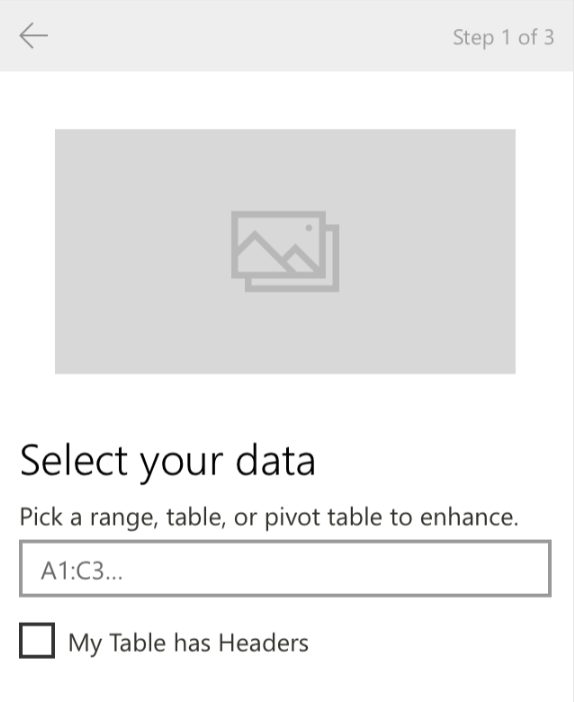 Step 1 of 3
Select your data
Pick a range, table, or pivot table to enhance.
A1:C3...
My Table has Headers